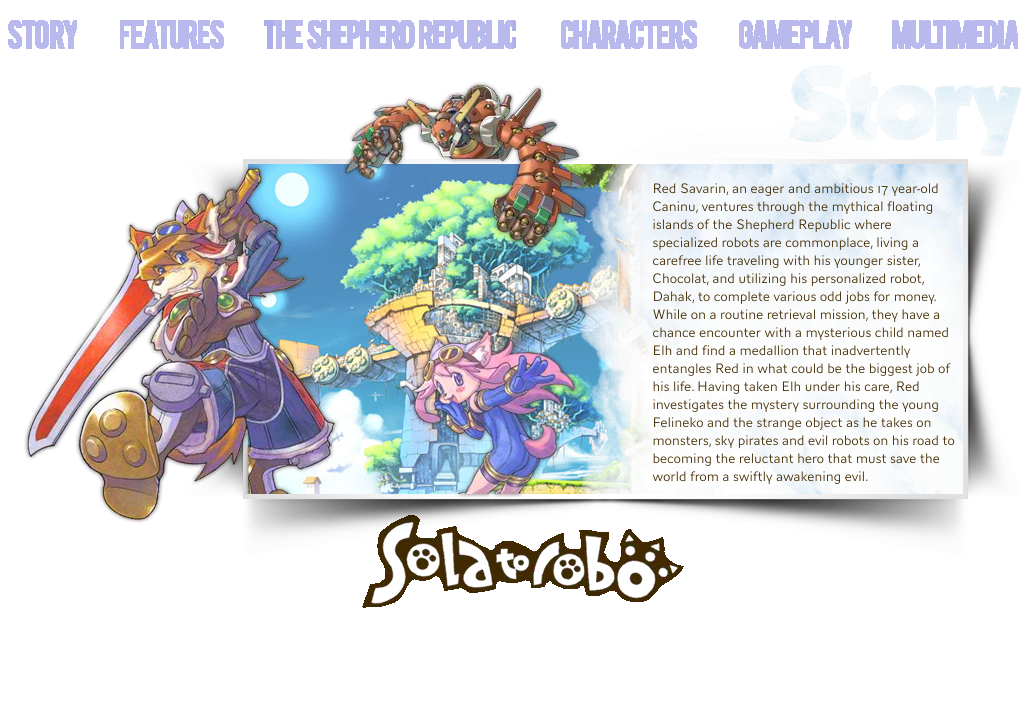 STORY FEATURES THE SHEPHERD REPUBLIC CHARACTERS GAMEPLAY MULTIMEDIA
Story
Red Savarin, an eager and ambitious 17 year-old
Caninu, ventures through the mythical floating
islands of the Shepherd Republic where
specialized robots are commonplace, living a
carefree life traveling with his younger sister,
Chocolat, and utilizing his personalized robot,
Dahak, to complete various odd jobs for money.
While on a routine retrieval mission, they have a
chance encounter with a mysterious child named
Elh and find a medallion that inadvertently
entangles Red in what could be the biggest job of
his life. Having taken Elh under his care, Red
investigates the mystery surrounding the young
Felineko and the strange object as he takes on
monsters, sky pirates and evil robots on his road to
becoming the reluctant hero that must save the
world from a swiftly awakening evil.
Solatorobo